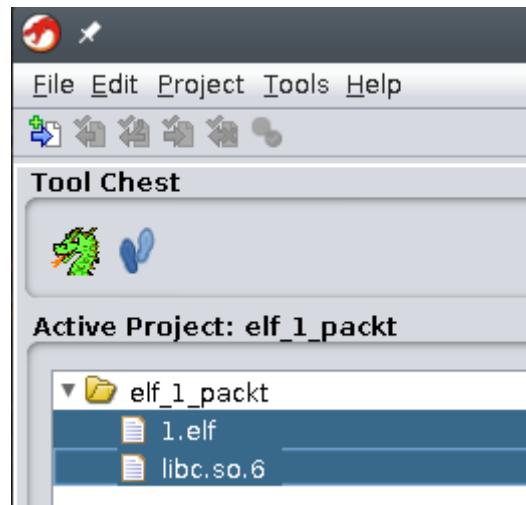 File Edit Project Tools Help
Tool Chest
Active Project: elf_1_packt
elf_1_packt
1.elf
libc.so.6